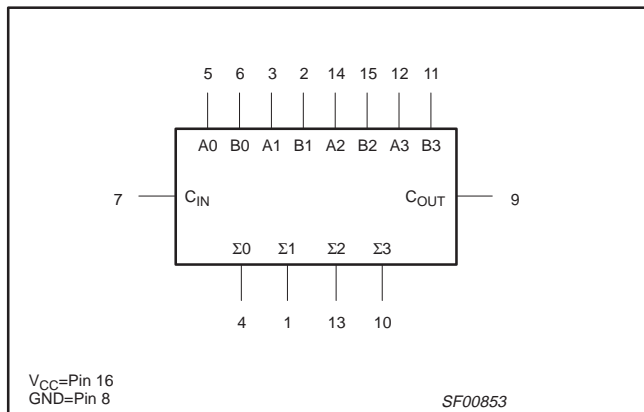 5 6 3 2 14 15 12 11
A0 B0 A1 B1 A2 B2 A3 B3
7 CIN COUT 9
Σ0 Σ1 Σ2 Σ3
4 1 13 10
VCC=Pin 16
GND=Pin 8
SF00853